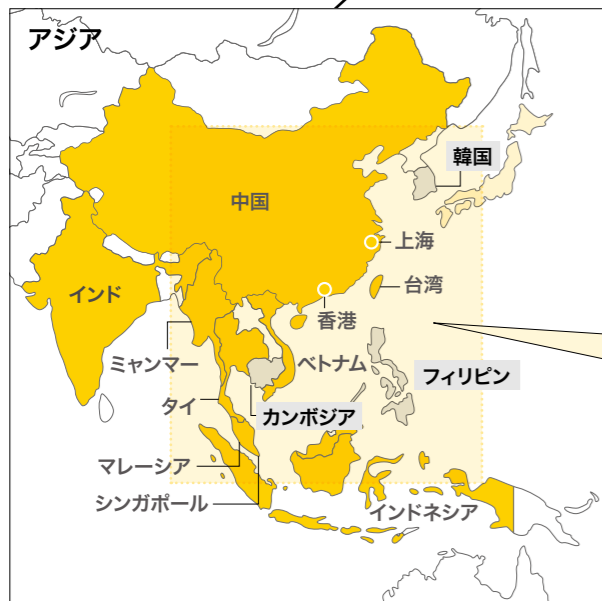 アジア
韓国
中国
上海
インド
台湾
香港
ミャンマー
ベトナム
フィリピン
タイ
カンボジア
マレーシア
シンガポール
インドネシア